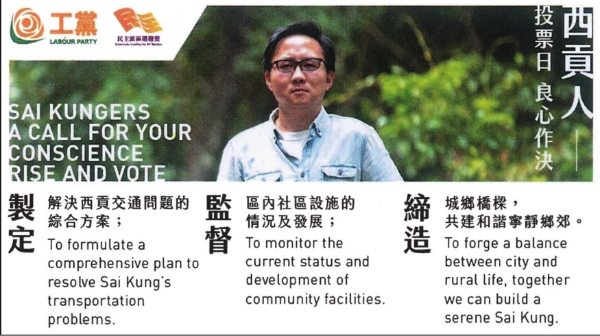 工黨
LABOUR PARTY
民主派區選聯盟
西貢人
投票日 良心作決
SAI KUNGERS
A CALL FOR YOUR
CONSCIENCE
RISE AND VOTE
製定
解決西貢交通問題的
綜合方案；
To formulate a
comprehensive plan to
resolve Sai Kung's
transportation
problems.
監督
區內社區設施的
情況及發展；
To monitor the
current status and
development of
community facilities.
締造
城鄉橋樑，
共建和諧寧靜鄉郊。
To forge a balance
between city and
rural life, together
we can build a
serene Sai Kung.